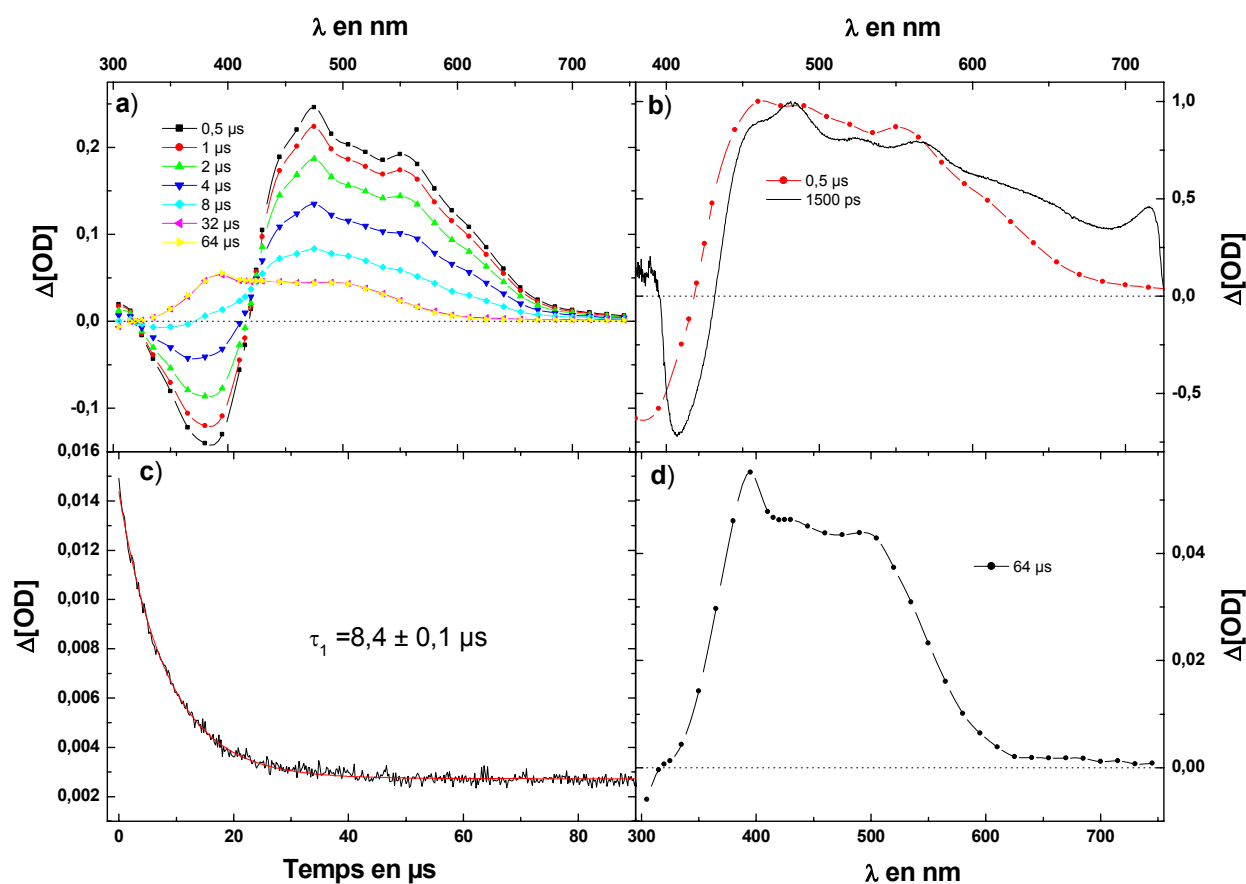 λ en nm
λ en nm
300 400 500 600 700
400 500 600 700
a)
b)
0,5 µs
1 µs
2 µs
4 µs
8 µs
32 µs
64 µs
0,2
0,1
0,0
-0,1
Δ[OD]
0,5 µs
1500 ps
1,0
0,5
0,0
-0,5
Δ[OD]
c)
d)
0,016
0,014
0,012
0,010
0,008
0,006
0,004
0,002
Δ[OD]
τ1 =8,4 ± 0,1 µs
64 µs
0,04
0,02
0,00
Δ[OD]
0 20 40 60 80
300 400 500 600 700
Temps en µs
λ en nm